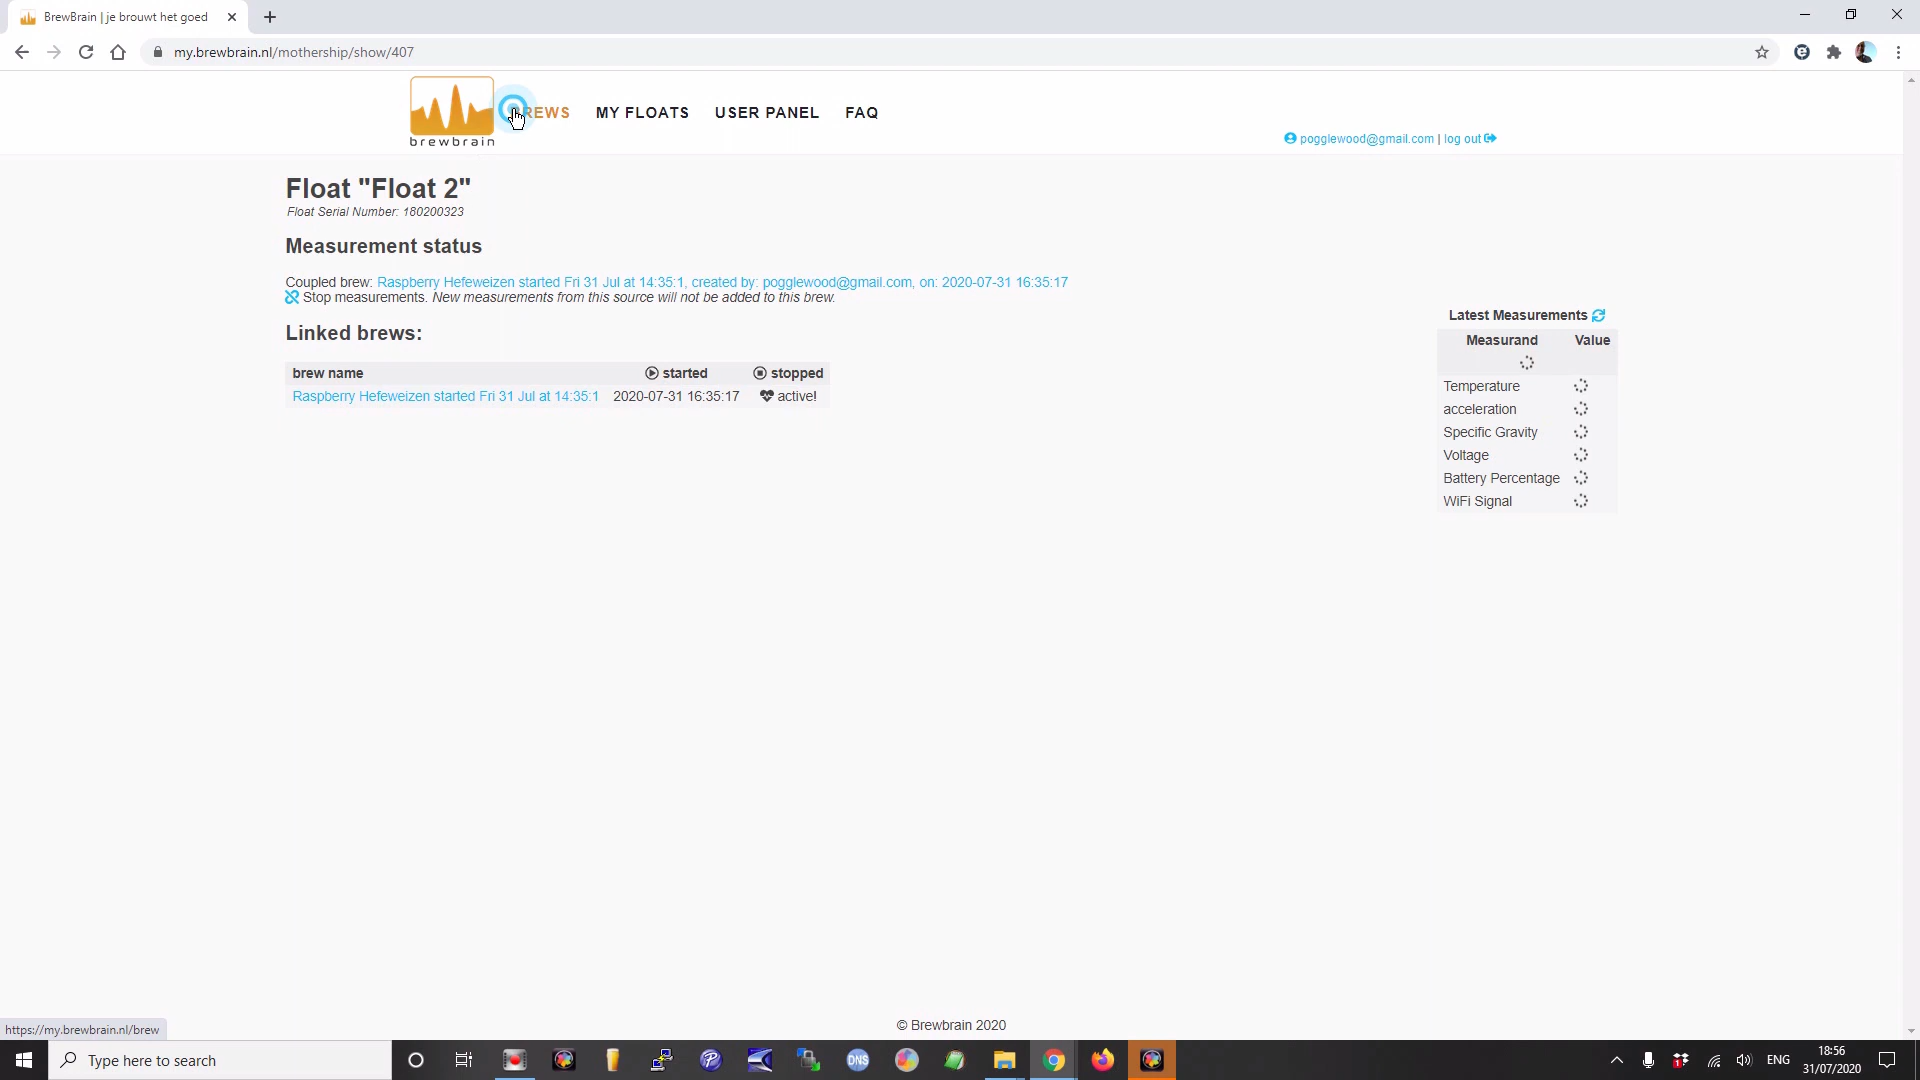 BrewBrain | je brouwt het goed
my.brewbrain.nl/mothership/show/407
brewbrain
BREWS MY FLOATS USER PANEL FAQ
pogglewood@gmail.com | log out
Float "Float 2"
Float Serial Number: 180200323
Measurement status
Coupled brew: Raspberry Hefeweizen started Fri 31 Jul at 14:35:1, created by: pogglewood@gmail.com, on: 2020-07-31 16:35:17
Stop measurements. New measurements from this source will not be added to this brew.
Linked brews:
brew name started stopped
Raspberry Hefeweizen started Fri 31 Jul at 14:35:1 2020-07-31 16:35:17 active!
Latest Measurements
Measurand Value
Temperature
acceleration
Specific Gravity
Voltage
Battery Percentage
WiFi Signal
© Brewbrain 2020
https://my.brewbrain.nl/brew
Type here to search
DNS
ENG
18:56
31/07/2020